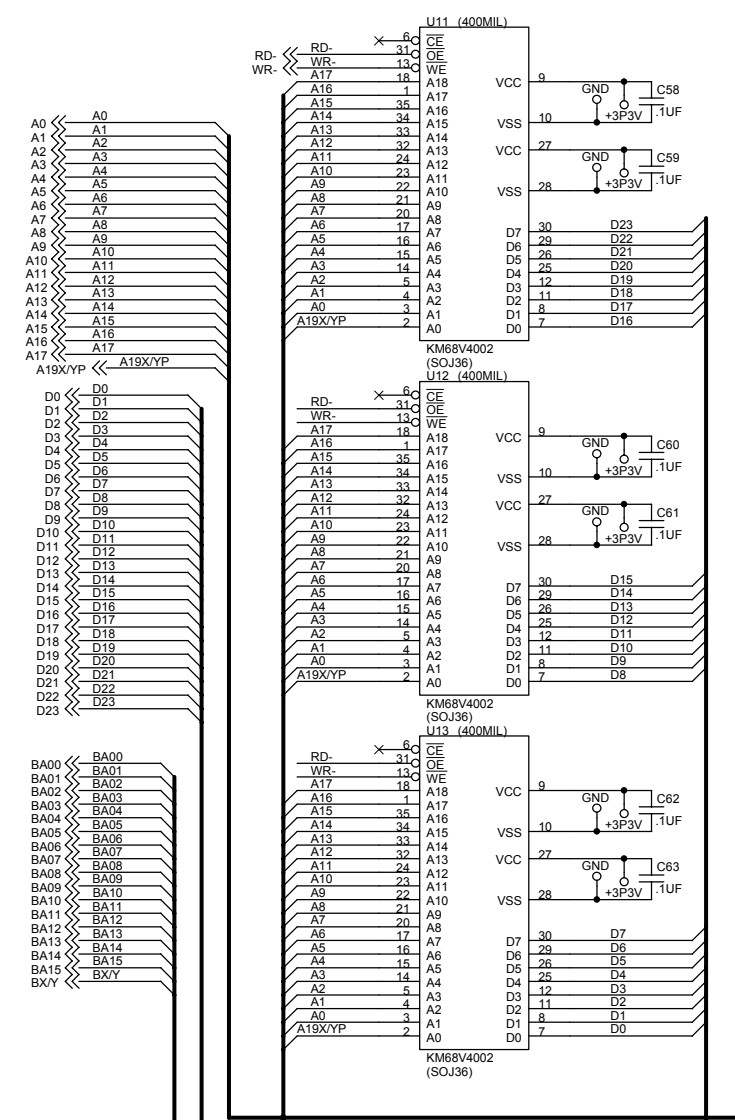 A0 A0
A1 A1
A2 A2
A3 A3
A4 A4
A5 A5
A6 A6
A7 A7
A8 A8
A9 A9
A10 A10
A11 A11
A12 A12
A13 A13
A14 A14
A15 A15
A16 A16
A17 A17
A19X/YP A19X/YP
D0 D0
D1 D1
D2 D2
D3 D3
D4 D4
D5 D5
D6 D6
D7 D7
D8 D8
D9 D9
D10 D10
D11 D11
D12 D12
D13 D13
D14 D14
D15 D15
D16 D16
D17 D17
D18 D18
D19 D19
D20 D20
D21 D21
D22 D22
D23 D23
BA00 BA00
BA01 BA01
BA02 BA02
BA03 BA03
BA04 BA04
BA05 BA05
BA06 BA06
BA07 BA07
BA08 BA08
BA09 BA09
BA10 BA10
BA11 BA11
BA12 BA12
BA13 BA13
BA14 BA14
BA15 BA15
BX/Y BX/Y
U11 (400MIL)
6 CE
RD- RD- 31 OE
WR- WR- 13 WE
A17 18 A18 VCC 9
A16 1 A17
A15 35 A16
A14 34 A15 VSS 10
A13 33 A14
A12 32 A13 VCC 27
A11 24 A12
A10 23 A11
A9 22 A10 VSS 28
A8 21 A9
A7 20 A8
A6 17 A7 D7 30 D23
A5 16 A6 D6 29 D22
A4 15 A5 D5 26 D21
A3 14 A4 D4 25 D20
A2 5 A3 D3 12 D19
A1 4 A2 D2 11 D18
A0 3 A1 D1 8 D17
A19X/YP 2 A0 D0 7 D16
GND +3P3V C58 .1UF
GND +3P3V C59 .1UF
KM68V4002
(SOJ36)
U12 (400MIL)
6 CE
RD- 31 OE
WR- 13 WE
A17 18 A18 VCC 9
A16 1 A17
A15 35 A16
A14 34 A15 VSS 10
A13 33 A14
A12 32 A13 VCC 27
A11 24 A12
A10 23 A11
A9 22 A10 VSS 28
A8 21 A9
A7 20 A8
A6 17 A7 D7 30 D15
A5 16 A6 D6 29 D14
A4 15 A5 D5 26 D13
A3 14 A4 D4 25 D12
A2 5 A3 D3 12 D11
A1 4 A2 D2 11 D10
A0 3 A1 D1 8 D9
A19X/YP 2 A0 D0 7 D8
GND +3P3V C60 .1UF
GND +3P3V C61 .1UF
KM68V4002
(SOJ36)
U13 (400MIL)
6 CE
RD- 31 OE
WR- 13 WE
A17 18 A18 VCC 9
A16 1 A17
A15 35 A16
A14 34 A15 VSS 10
A13 33 A14
A12 32 A13 VCC 27
A11 24 A12
A10 23 A11
A9 22 A10 VSS 28
A8 21 A9
A7 20 A8
A6 17 A7 D7 30 D7
A5 16 A6 D6 29 D6
A4 15 A5 D5 26 D5
A3 14 A4 D4 25 D4
A2 5 A3 D3 12 D3
A1 4 A2 D2 11 D2
A0 3 A1 D1 8 D1
A19X/YP 2 A0 D0 7 D0
GND +3P3V C62 .1UF
GND +3P3V C63 .1UF
KM68V4002
(SOJ36)